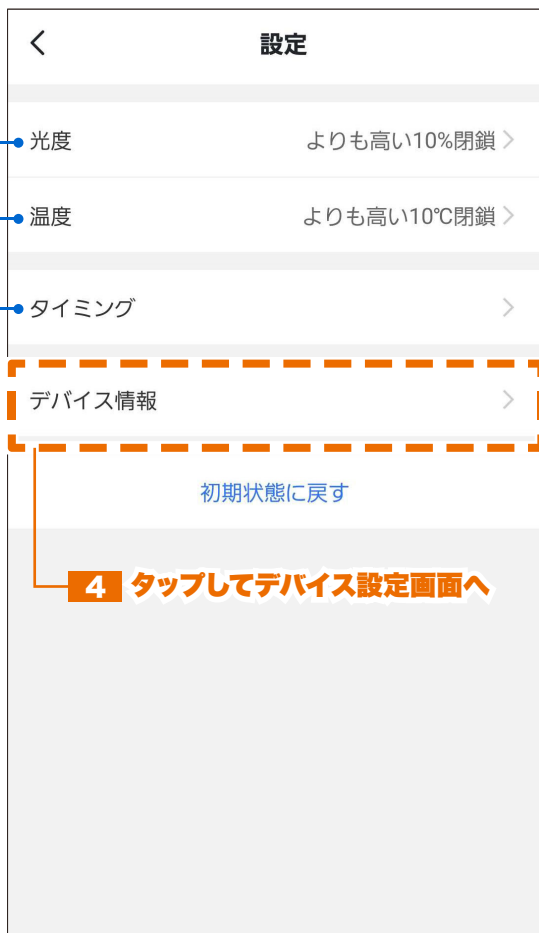 設定
光度 よりも高い10%閉鎖
温度 よりも高い10℃閉鎖
タイミング
デバイス情報
初期状態に戻す
4 タップしてデバイス設定画面へ